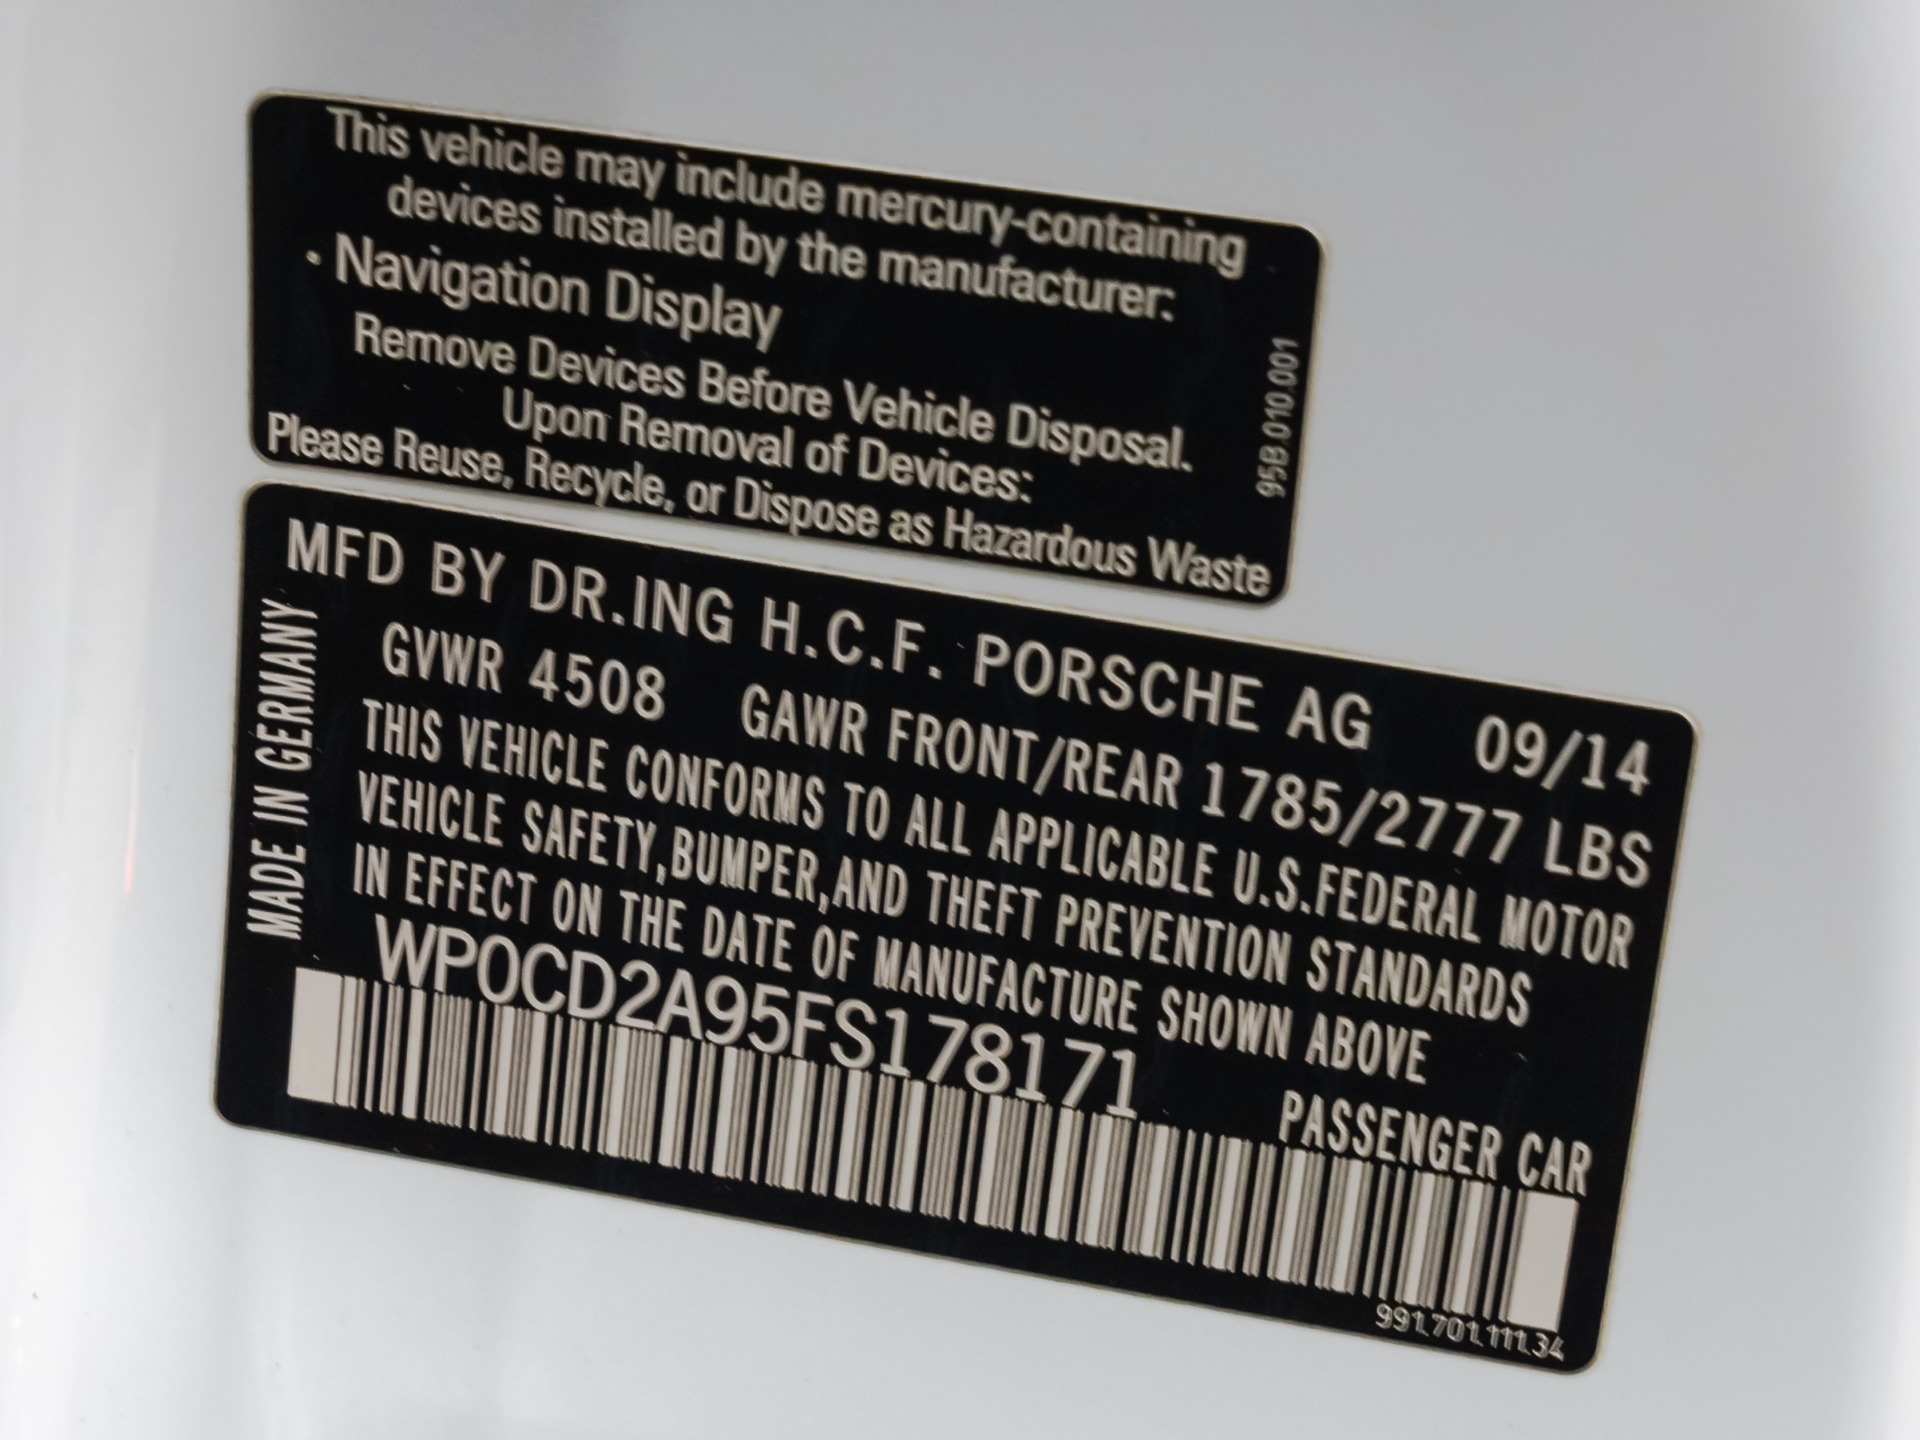 This vehicle may include mercury-containing
devices installed by the manufacturer:
· Navigation Display
Remove Devices Before Vehicle Disposal.
Upon Removal of Devices:
Please Reuse, Recycle, or Dispose as Hazardous Waste
95B.010.001
MFD BY DR.ING H.C.F. PORSCHE AG 09/14
GVWR 4508 GAWR FRONT/REAR 1785/2777 LBS
THIS VEHICLE CONFORMS TO ALL APPLICABLE U.S.FEDERAL MOTOR
VEHICLE SAFETY,BUMPER,AND THEFT PREVENTION STANDARDS
IN EFFECT ON THE DATE OF MANUFACTURE SHOWN ABOVE
WP0CD2A95FS178171
PASSENGER CAR
MADE IN GERMANY
991.701.111.34